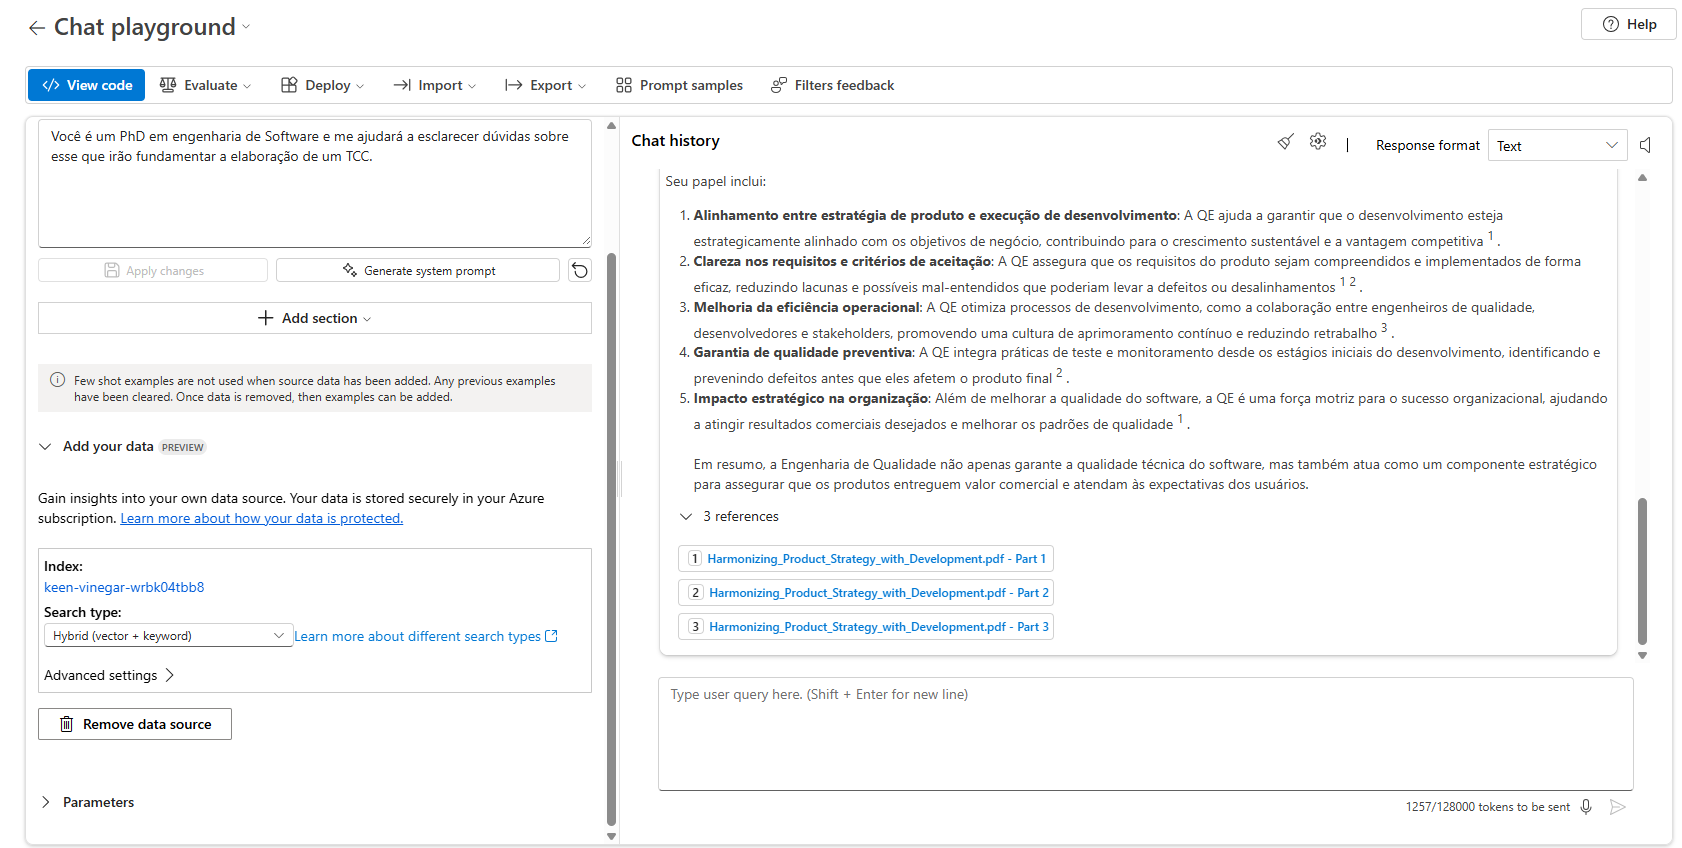 Chat playground
Help
View code
Evaluate
Deploy
Import
Export
Prompt samples
Filters feedback
Você é um PhD em engenharia de Software e me ajudará a esclarecer dúvidas sobre
esse que irão fundamentar a elaboração de um TCC.
Apply changes
Generate system prompt
Add section
Few shot examples are not used when source data has been added. Any previous examples
have been cleared. Once data is removed, then examples can be added.
Add your data PREVIEW
Gain insights into your own data source. Your data is stored securely in your Azure
subscription. Learn more about how your data is protected.
Index:
keen-vinegar-wrbk04tbb8
Search type:
Hybrid (vector + keyword)
Learn more about different search types
Advanced settings
Remove data source
Parameters
Chat history
Response format
Text
Seu papel inclui:
1. Alinhamento entre estratégia de produto e execução de desenvolvimento: A QE ajuda a garantir que o desenvolvimento esteja
estrategicamente alinhado com os objetivos de negócio, contribuindo para o crescimento sustentável e a vantagem competitiva 1 .
2. Clareza nos requisitos e critérios de aceitação: A QE assegura que os requisitos do produto sejam compreendidos e implementados de forma
eficaz, reduzindo lacunas e possíveis mal-entendidos que poderiam levar a defeitos ou desalinhamentos 1 2 .
3. Melhoria da eficiência operacional: A QE otimiza processos de desenvolvimento, como a colaboração entre engenheiros de qualidade,
desenvolvedores e stakeholders, promovendo uma cultura de aprimoramento contínuo e reduzindo retrabalho 3 .
4. Garantia de qualidade preventiva: A QE integra práticas de teste e monitoramento desde os estágios iniciais do desenvolvimento, identificando e
prevenindo defeitos antes que eles afetem o produto final 2 .
5. Impacto estratégico na organização: Além de melhorar a qualidade do software, a QE é uma força motriz para o sucesso organizacional, ajudando
a atingir resultados comerciais desejados e melhorar os padrões de qualidade 1 .
Em resumo, a Engenharia de Qualidade não apenas garante a qualidade técnica do software, mas também atua como um componente estratégico
para assegurar que os produtos entreguem valor comercial e atendam às expectativas dos usuários.
3 references
1 Harmonizing_Product_Strategy_with_Development.pdf - Part 1
2 Harmonizing_Product_Strategy_with_Development.pdf - Part 2
3 Harmonizing_Product_Strategy_with_Development.pdf - Part 3
Type user query here. (Shift + Enter for new line)
1257/128000 tokens to be sent